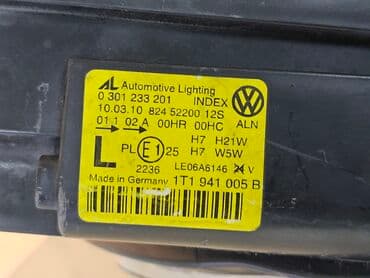 AL Automotive Lighting
0 301 233 201 INDEX
10.03.10 824 52200 12S
01 1 02 A 00HR 00HC ALN
H7 H21W
L PL E1 25 H7 W5W
2236 LE06A6146 V
Made in Germany 1T1 941 005 B